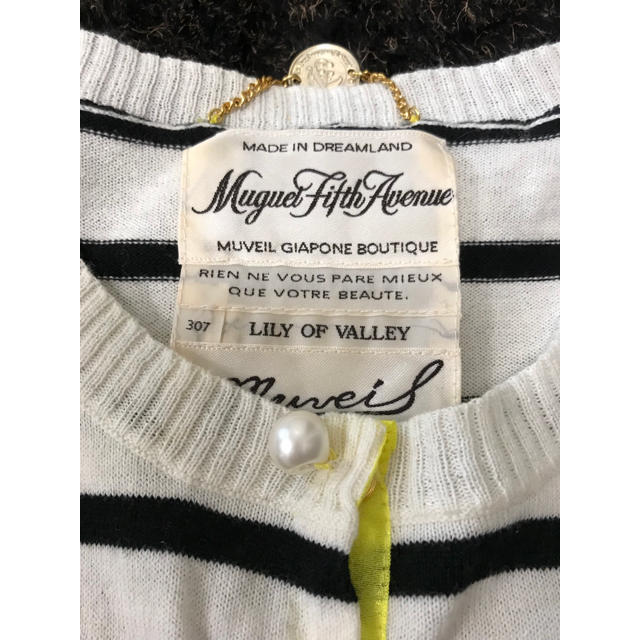 MADE IN DREAMLAND
Muguet Fifth Avenue
MUVEIL GIAPONE BOUTIQUE
RIEN NE VOUS PARE MIEUX
QUE VOTRE BEAUTE.
307 LILY OF VALLEY
muveil